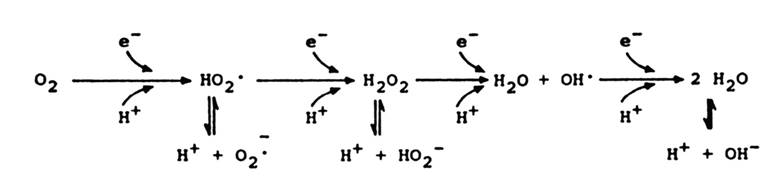 e⁻ e⁻ e⁻ e⁻
O₂ HO₂· H₂O₂ H₂O + OH· 2 H₂O
H⁺ H⁺ H⁺ H⁺
H⁺ + O₂·⁻ H⁺ + HO₂⁻ H⁺ + OH⁻